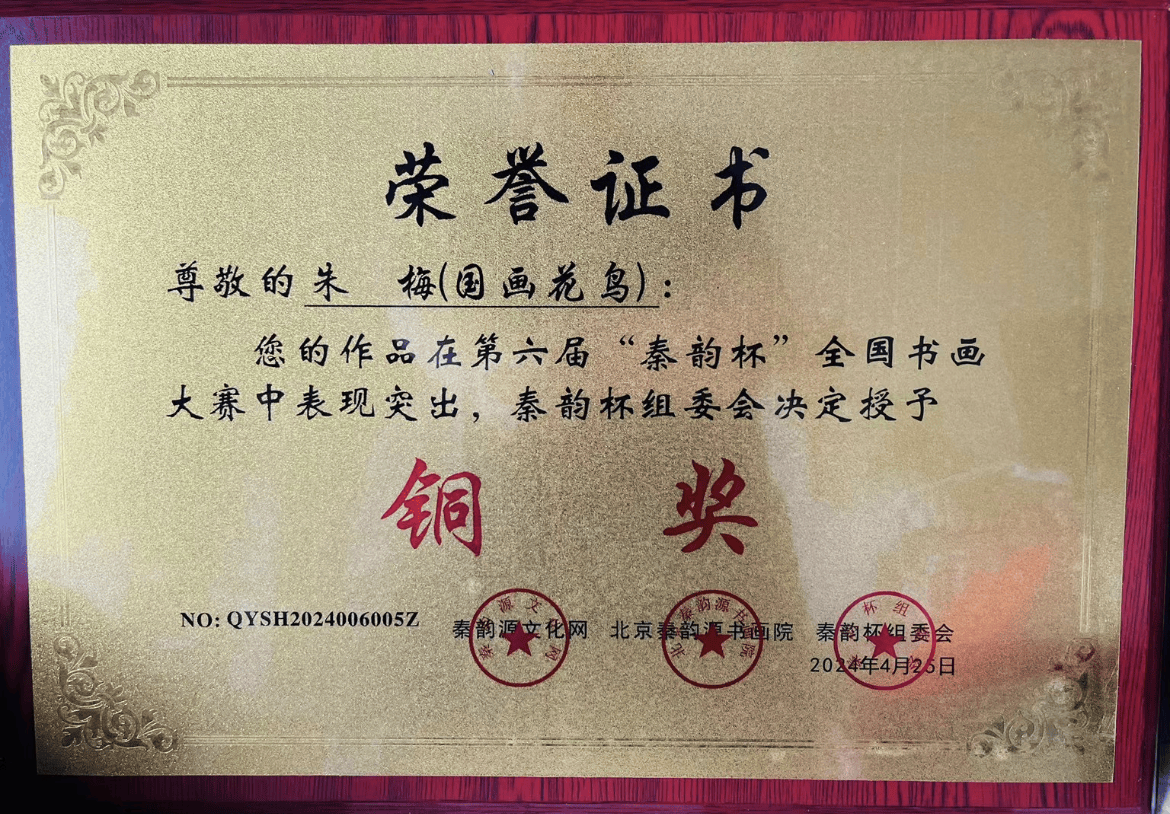 荣誉证书
尊敬的朱 梅(国画花鸟)：
您的作品在第六届“秦韵杯”全国书画
大赛中表现突出，秦韵杯组委会决定授予
铜 奖
NO: QYSH2024006005Z 秦韵源文化网 北京秦韵源书画院 秦韵杯组委会
2024年4月25日